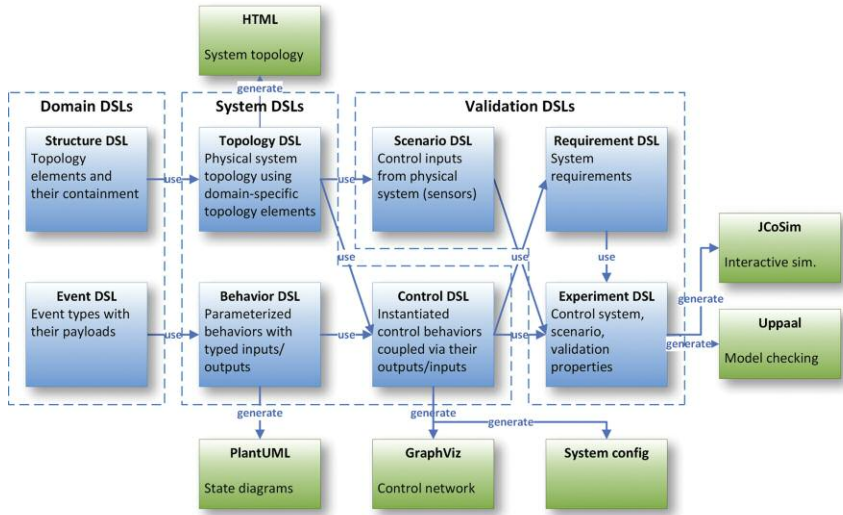 HTML
System topology
generate
Domain DSLs
System DSLs
Validation DSLs
Structure DSL
Topology elements
and their containment
use
Topology DSL
Physical system
topology using
domain-specific
topology elements
use
Scenario DSL
Control inputs
from physical
system (sensors)
Requirement DSL
System
requirements
use
use
use
use
Event DSL
Event types with
their payloads
use
Behavior DSL
Parameterized
behaviors with
typed inputs/
outputs
use
Control DSL
Instantiated
control behaviors
coupled via their
outputs/inputs
use
Experiment DSL
Control system,
scenario,
validation
properties
generate
generate
JCoSim
Interactive sim.
Uppaal
Model checking
generate
generate
generate
PlantUML
State diagrams
GraphViz
Control network
System config